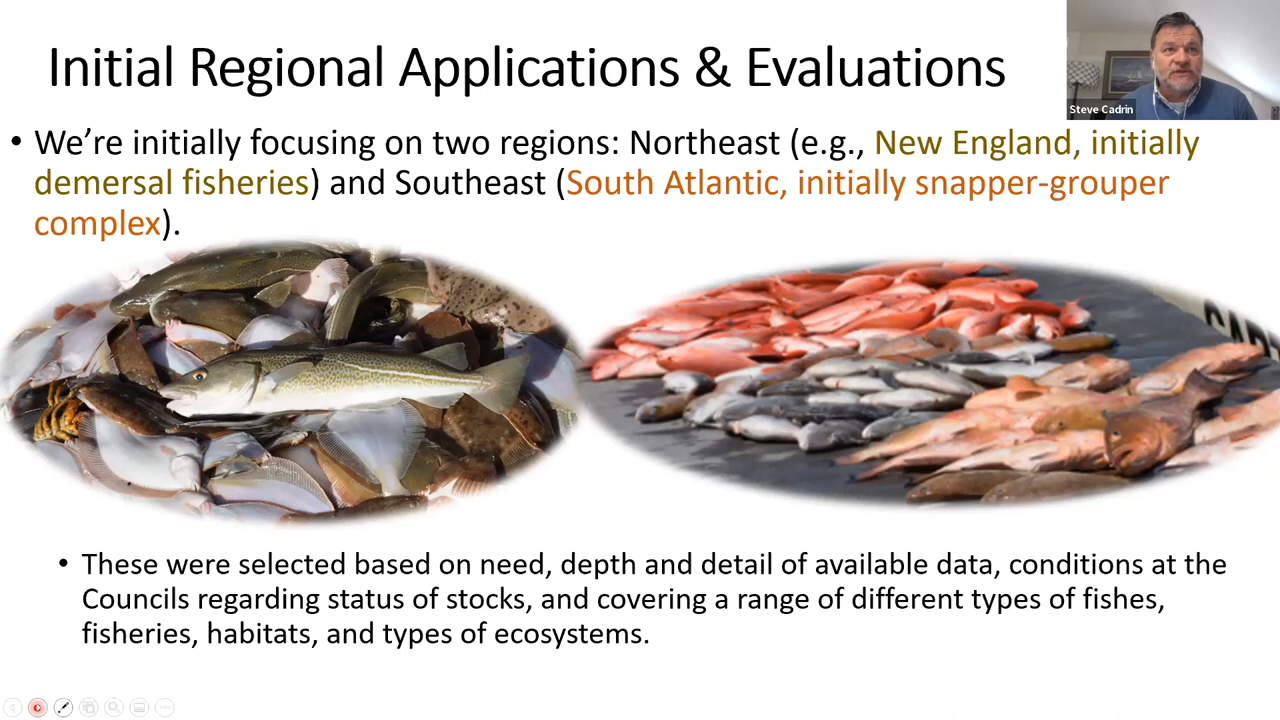 Initial Regional Applications & Evaluations
Steve Cadrin
• We’re initially focusing on two regions: Northeast (e.g., New England, initially
demersal fisheries) and Southeast (South Atlantic, initially snapper-grouper
complex).
• These were selected based on need, depth and detail of available data, conditions at the
Councils regarding status of stocks, and covering a range of different types of fishes,
fisheries, habitats, and types of ecosystems.